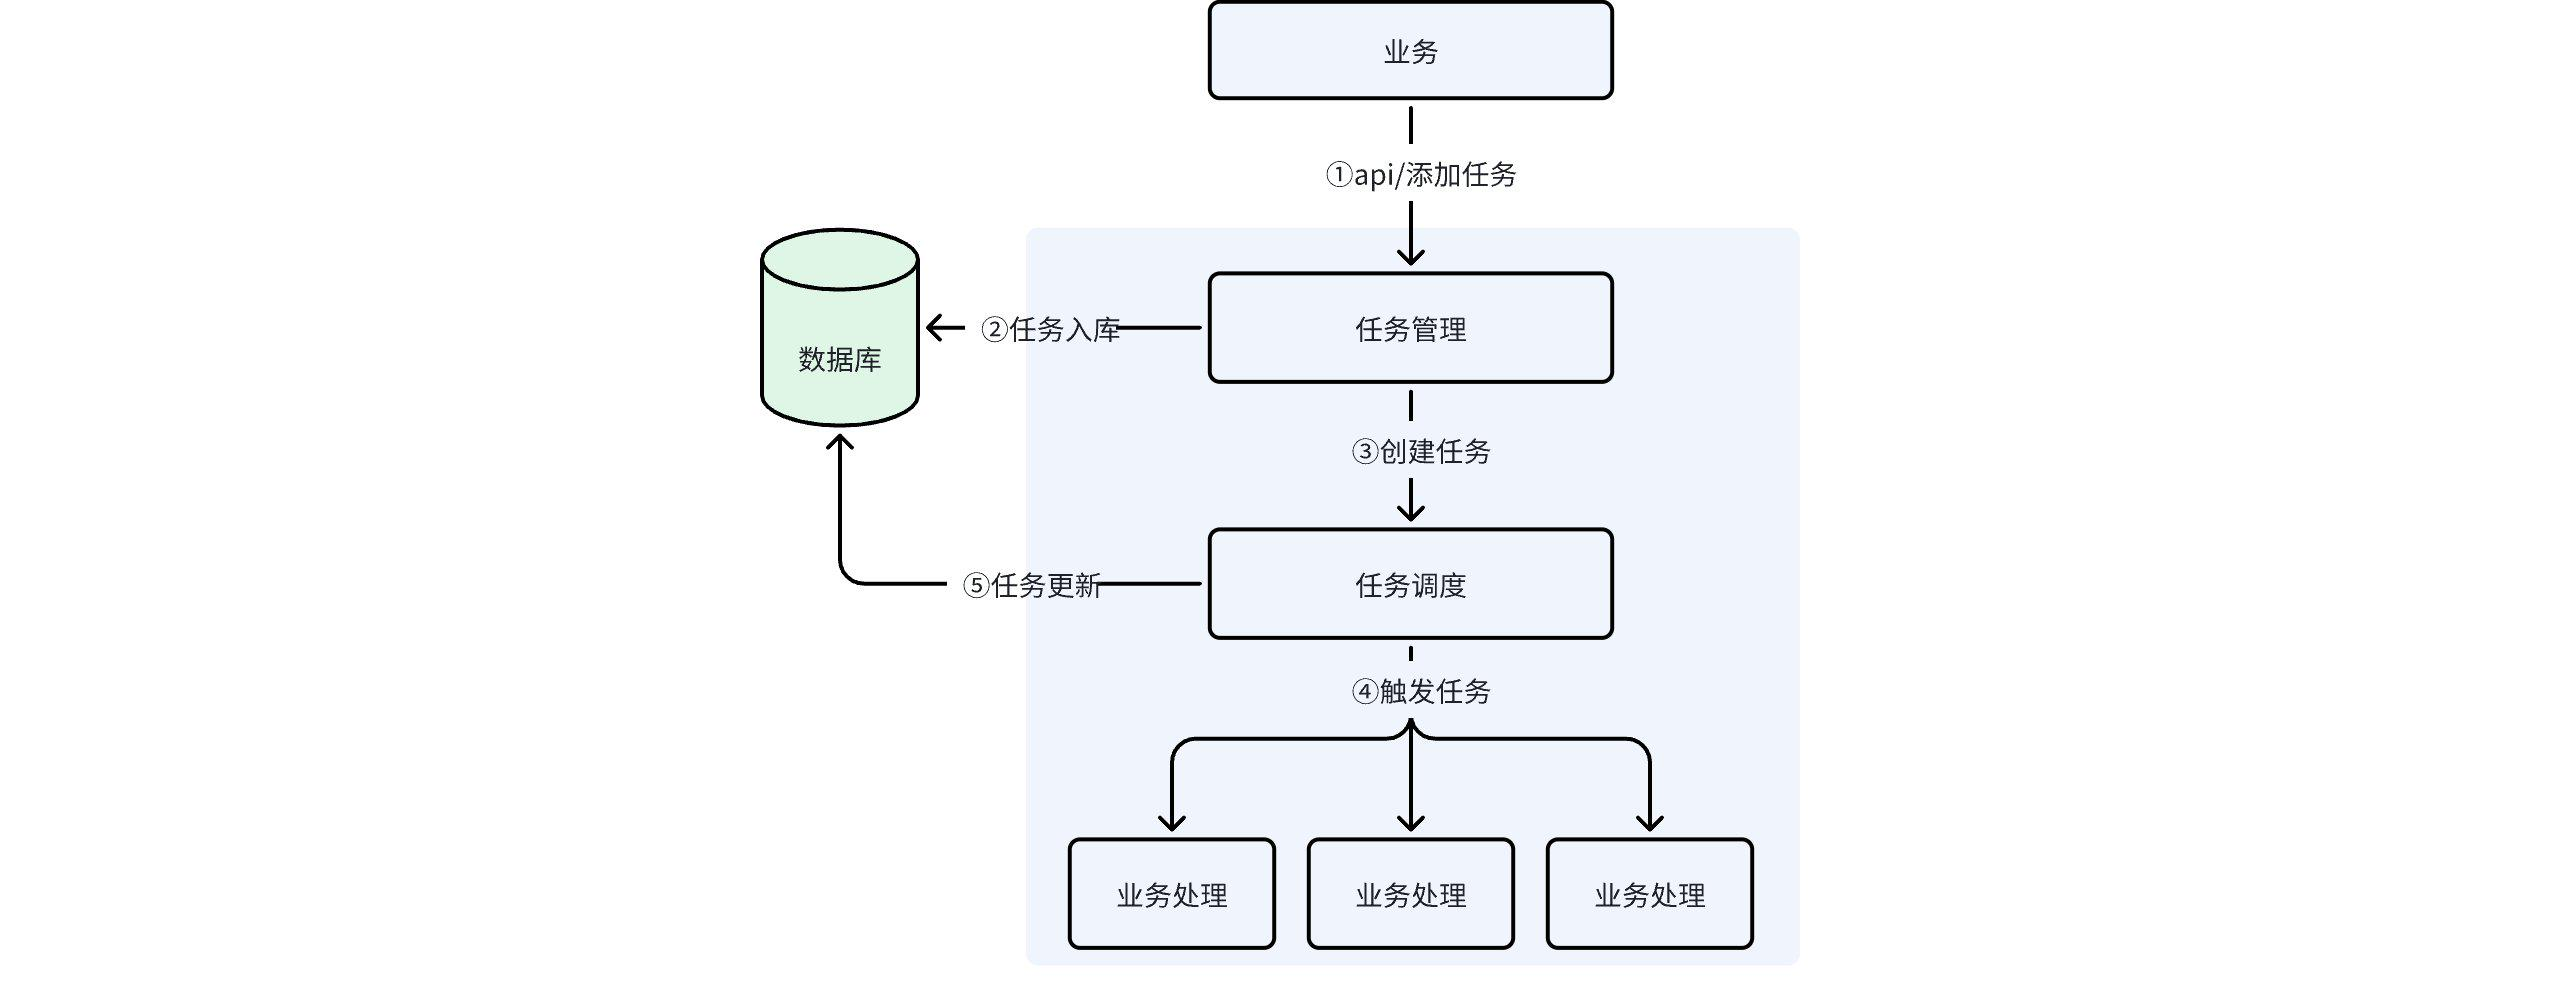 业务
①api/添加任务
②任务入库
任务管理
数据库
③创建任务
⑤任务更新
任务调度
④触发任务
业务处理
业务处理
业务处理